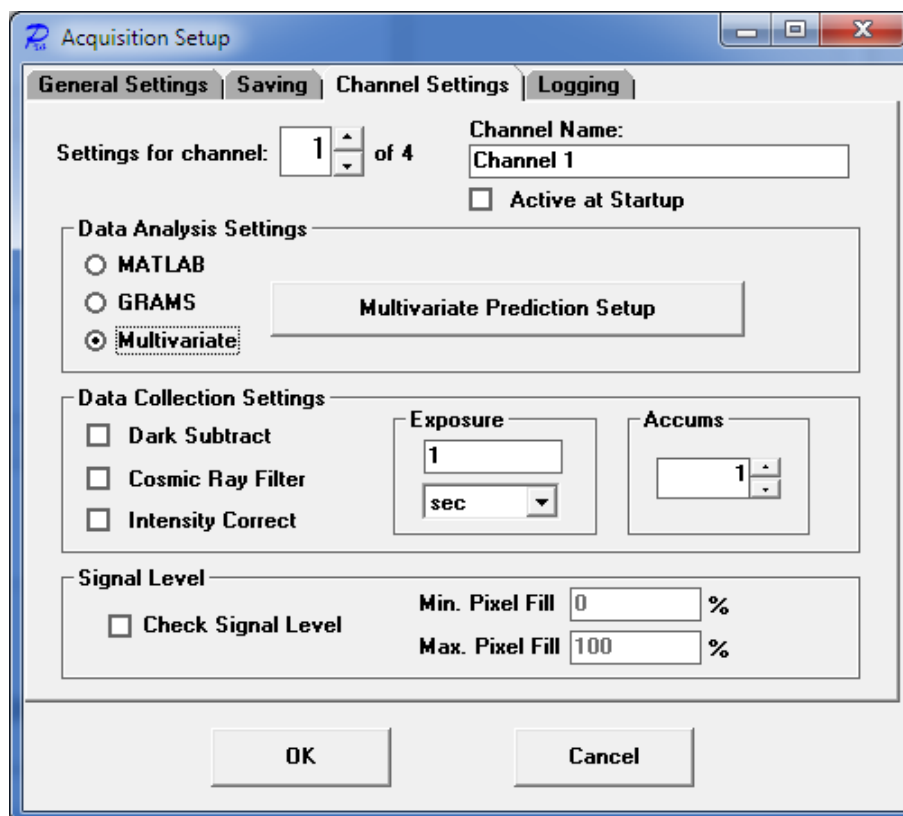 Acquisition Setup
General Settings
Saving
Channel Settings
Logging
Settings for channel: 1 of 4
Channel Name:
Channel 1
Active at Startup
Data Analysis Settings
MATLAB
GRAMS
Multivariate
Multivariate Prediction Setup
Data Collection Settings
Dark Subtract
Cosmic Ray Filter
Intensity Correct
Exposure
1
sec
Accums
1
Signal Level
Check Signal Level
Min. Pixel Fill 0 %
Max. Pixel Fill 100 %
OK
Cancel